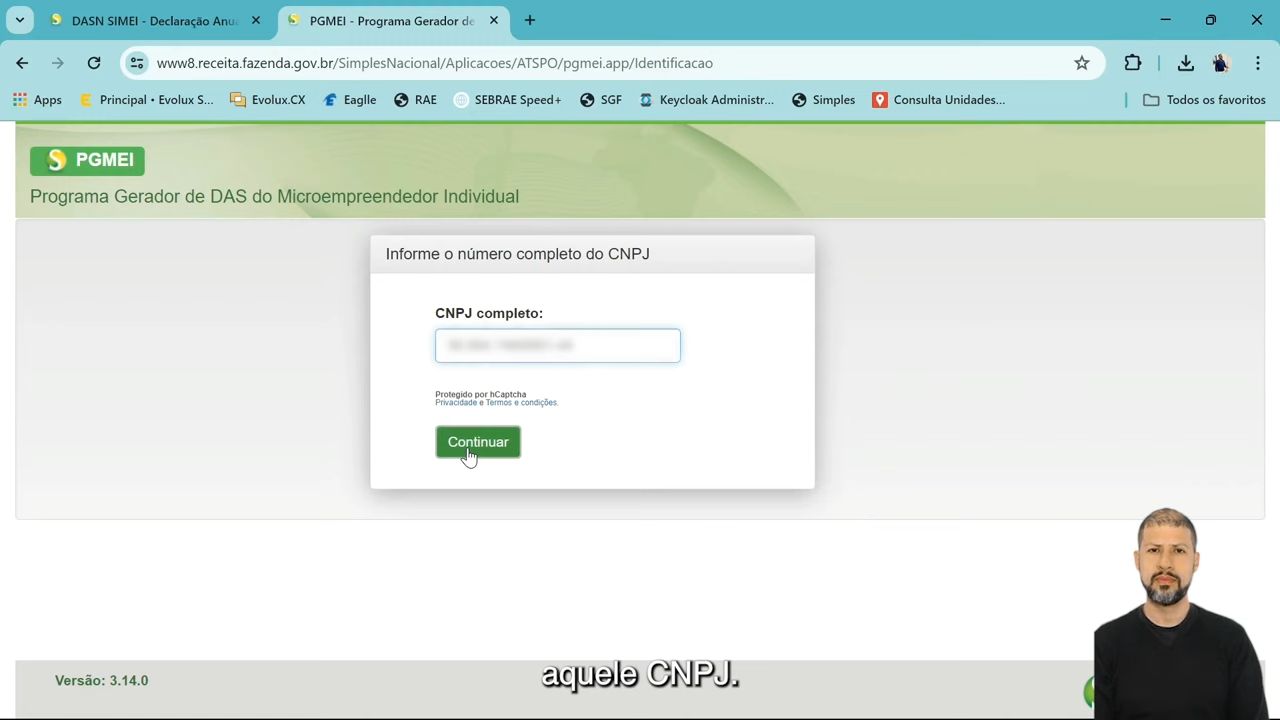 DASN SIMEI - Declaração Anu
PGMEI - Programa Gerador de
www8.receita.fazenda.gov.br/SimplesNacional/Aplicacoes/ATSPO/pgmei.app/Identificacao
Apps
Principal • Evolux S...
Evolux.CX
Eaglle
RAE
SEBRAE Speed+
SGF
Keycloak Administr...
Simples
Consulta Unidades...
Todos os favoritos
PGMEI
Programa Gerador de DAS do Microempreendedor Individual
Informe o número completo do CNPJ
CNPJ completo:
Protegido por hCaptcha
Privacidade e Termos e condições.
Continuar
aquele CNPJ.
Versão: 3.14.0